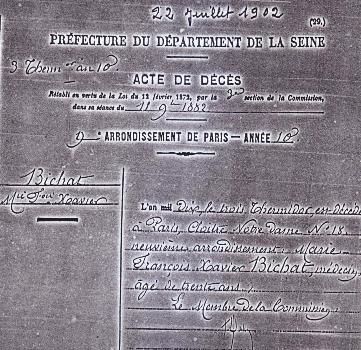 22 Juillet 1902 (29.)
PRÉFECTURE DU DÉPARTEMENT DE LA SEINE
3 Therm. an 10
ACTE DE DÉCÈS
Rétabli en vertu de la Loi du 12 février 1872, par la 3e section de la Commission,
dans sa séance du 11 9bre 1882
9 e ARRONDISSEMENT DE PARIS — ANNÉE 10
Bichat
Mie Fois Xavier
L'an mil Dix, le trois Thermidor, est décédé
à Paris, Cloître Notre Dame No 18.
neuvième arrondissement: Marie
François Xavier Bichat, médecin
âgé de trente ans.
Le Membre de la Commission